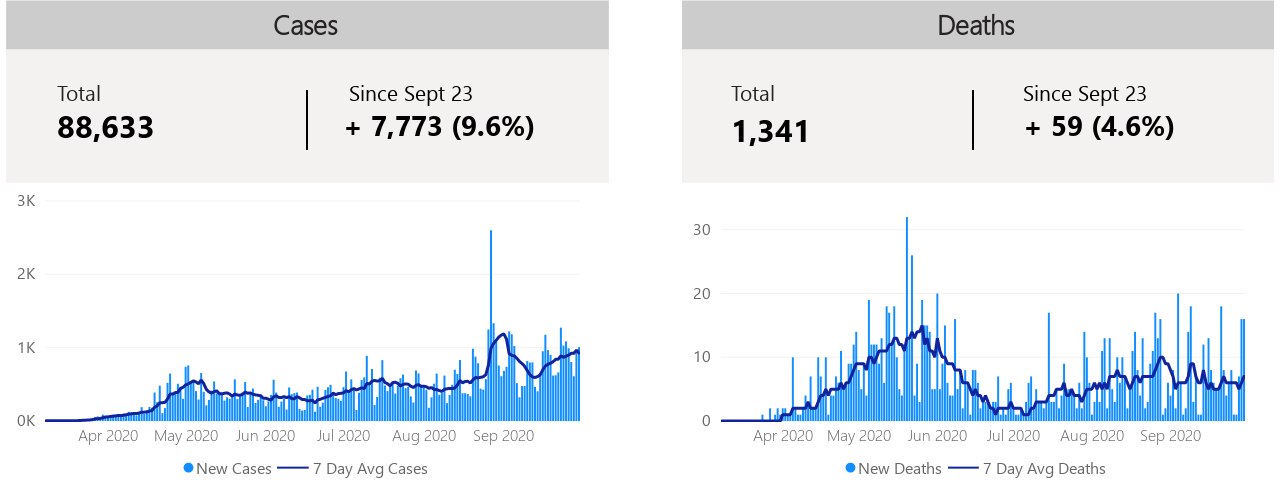 Cases
Total
88,633
Since Sept 23
+ 7,773 (9.6%)
3K
2K
1K
0K
Apr 2020 May 2020 Jun 2020 Jul 2020 Aug 2020 Sep 2020
New Cases 7 Day Avg Cases
Deaths
Total
1,341
Since Sept 23
+ 59 (4.6%)
30
20
10
0
Apr 2020 May 2020 Jun 2020 Jul 2020 Aug 2020 Sep 2020
New Deaths 7 Day Avg Deaths